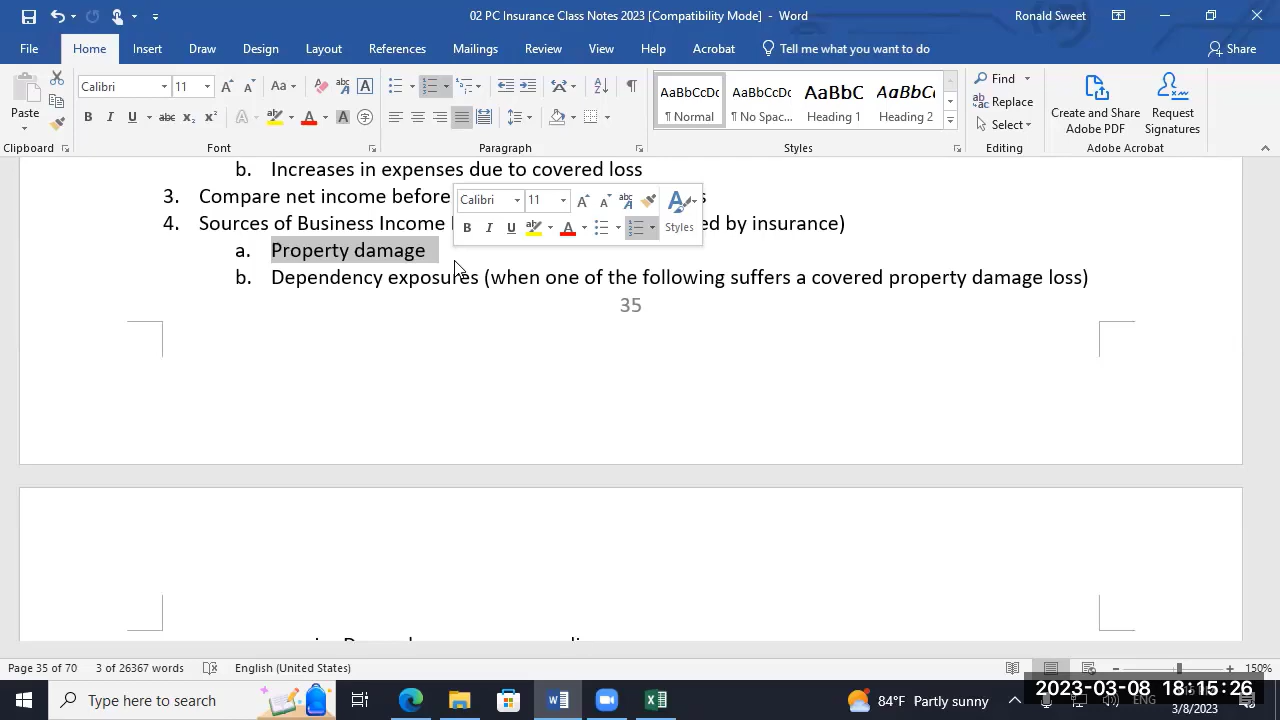 02 PC Insurance Class Notes 2023 [Compatibility Mode] - Word
Ronald Sweet
File Home Insert Draw Design Layout References Mailings Review View Help Acrobat Tell me what you want to do Share
Paste
Calibri 11
Clipboard Font Paragraph Styles Editing Adobe Acrobat
AaBbCcDc ¶ Normal
AaBbCcDc ¶ No Spac...
AaBbC Heading 1
AaBbC Heading 2
Find
Replace
Select
Create and Share Adobe PDF
Request Signatures
b. Increases in expenses due to covered loss
3. Compare net income before
4. Sources of Business Income
ed by insurance)
Calibri 11
Styles
a. Property damage
b. Dependency exposures (when one of the following suffers a covered property damage loss)
35
Page 35 of 70 3 of 26367 words English (United States) 150%
Type here to search
84°F Partly sunny
ENG
2023-03-08 18:15:26
3/8/2023